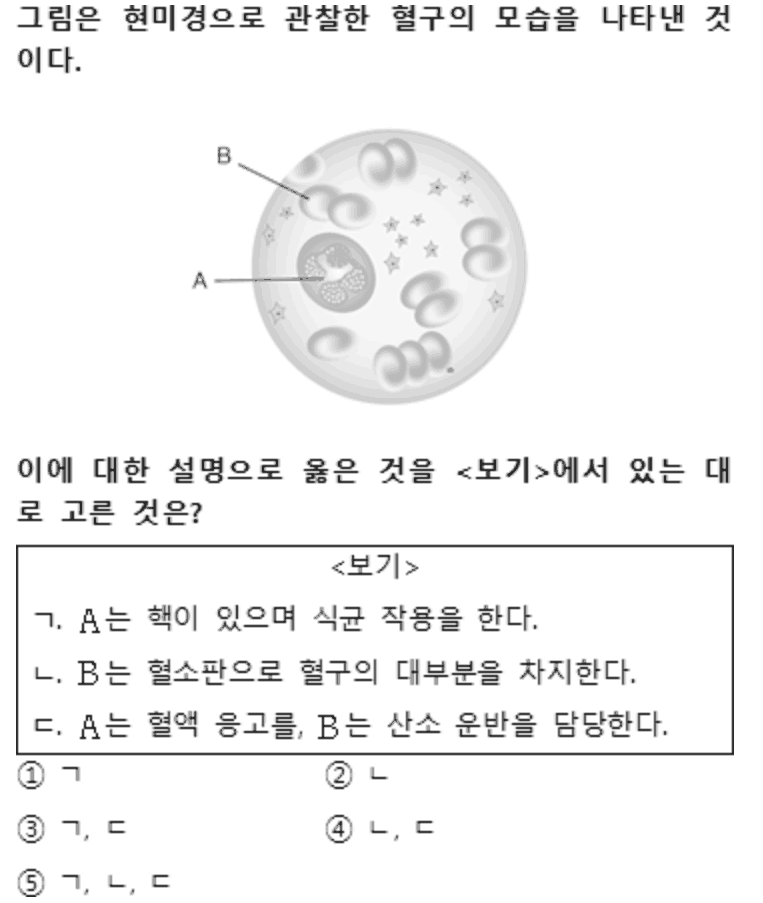 그림은 현미경으로 관찰한 혈구의 모습을 나타낸 것
이다.
B
A
이에 대한 설명으로 옳은 것을 <보기>에서 있는 대
로 고른 것은?
<보기>
ㄱ. A는 핵이 있으며 식균 작용을 한다.
ㄴ. B는 혈소판으로 혈구의 대부분을 차지한다.
ㄷ. A는 혈액 응고를, B는 산소 운반을 담당한다.
① ㄱ ② ㄴ
③ ㄱ, ㄷ ④ ㄴ, ㄷ
⑤ ㄱ, ㄴ, ㄷ